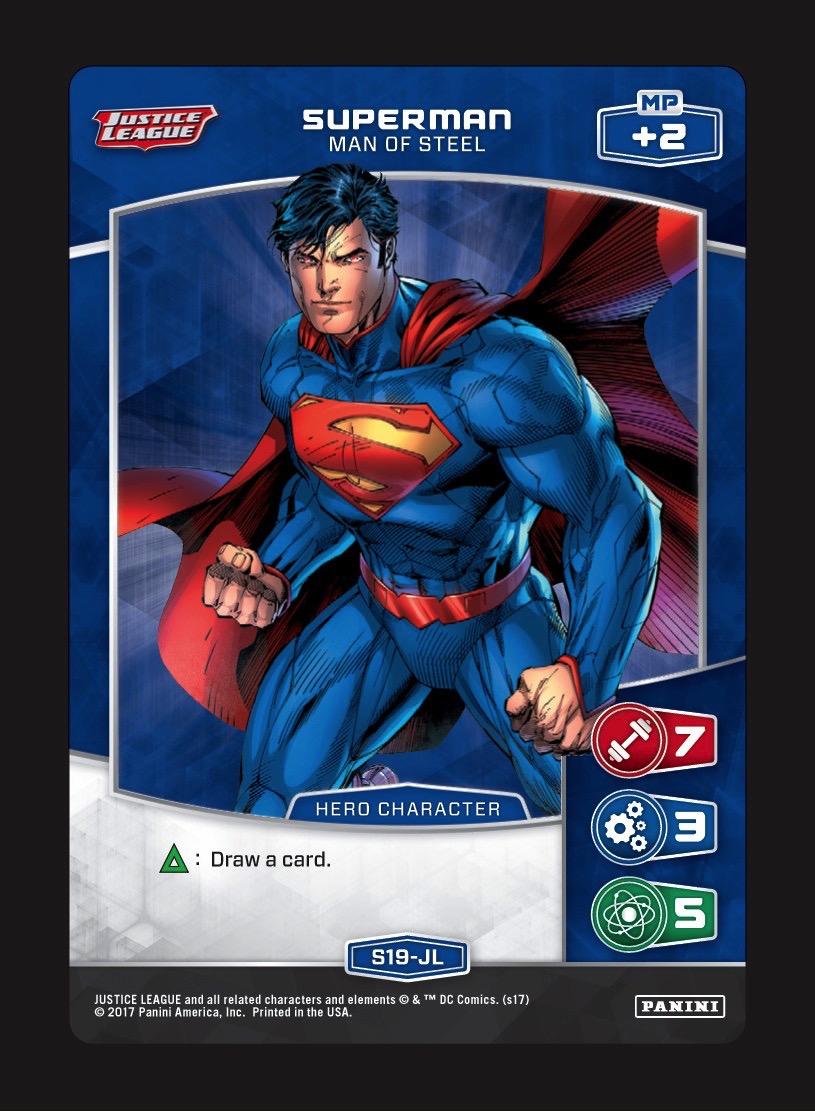 JUSTICE
LEAGUE
SUPERMAN
MAN OF STEEL
MP
+2
S
7
HERO CHARACTER
3
: Draw a card.
5
S19-JL
JUSTICE LEAGUE and all related characters and elements © & ™ DC Comics. (s17)
© 2017 Panini America, Inc. Printed in the USA.
PANINI